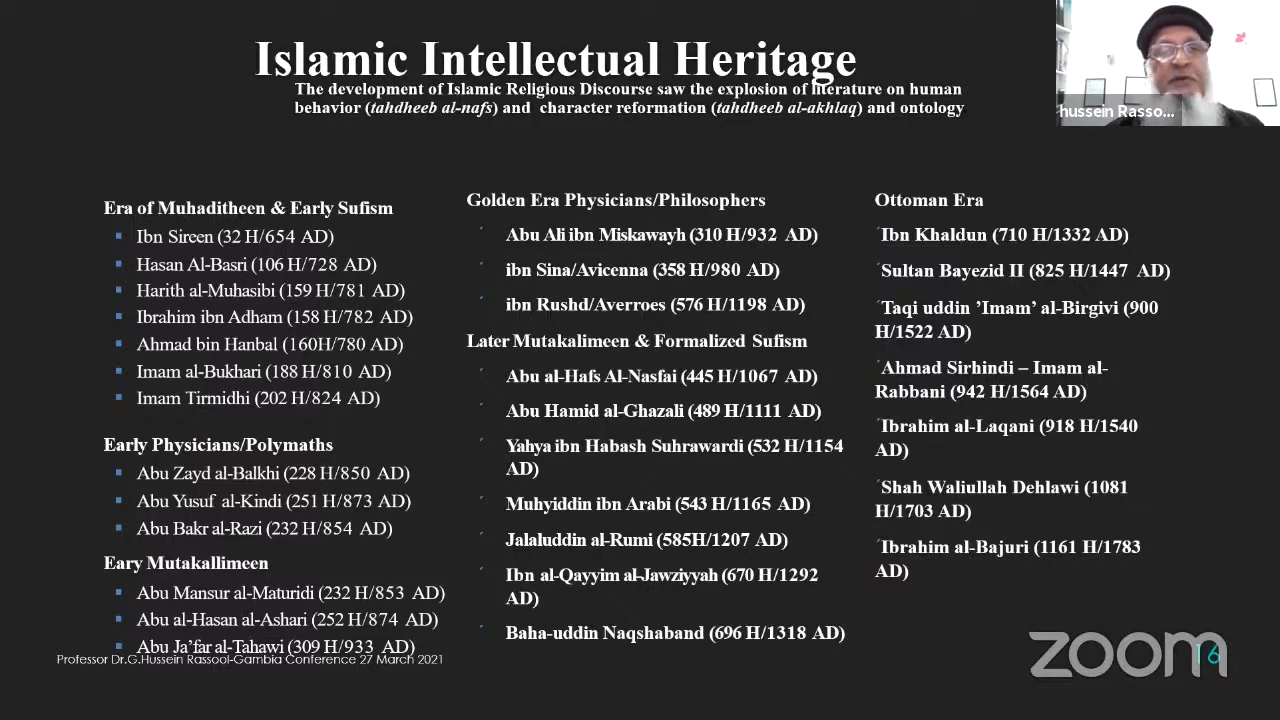 Islamic Intellectual Heritage
The development of Islamic Religious Discourse saw the explosion of literature on human
behavior (tahdheeb al-nafs) and character reformation (tahdheeb al-akhlaq) and ontology
hussein Rasso...
Era of Muhaditheen & Early Sufism
Ibn Sireen (32 H/654 AD)
Hasan Al-Basri (106 H/728 AD)
Harith al-Muhasibi (159 H/781 AD)
Ibrahim ibn Adham (158 H/782 AD)
Ahmad bin Hanbal (160H/780 AD)
Imam al-Bukhari (188 H/810 AD)
Imam Tirmidhi (202 H/824 AD)
Early Physicians/Polymaths
Abu Zayd al-Balkhi (228 H/850 AD)
Abu Yusuf al-Kindi (251 H/873 AD)
Abu Bakr al-Razi (232 H/854 AD)
Eary Mutakallimeen
Abu Mansur al-Maturidi (232 H/853 AD)
Abu al-Hasan al-Ashari (252 H/874 AD)
Abu Ja'far al-Tahawi (309 H/933 AD)
Golden Era Physicians/Philosophers
Abu Ali ibn Miskawayh (310 H/932 AD)
ibn Sina/Avicenna (358 H/980 AD)
ibn Rushd/Averroes (576 H/1198 AD)
Later Mutakalimeen & Formalized Sufism
Abu al-Hafs Al-Nasfai (445 H/1067 AD)
Abu Hamid al-Ghazali (489 H/1111 AD)
Yahya ibn Habash Suhrawardi (532 H/1154
AD)
Muhyiddin ibn Arabi (543 H/1165 AD)
Jalaluddin al-Rumi (585H/1207 AD)
Ibn al-Qayyim al-Jawziyyah (670 H/1292
AD)
Baha-uddin Naqshaband (696 H/1318 AD)
Ottoman Era
Ibn Khaldun (710 H/1332 AD)
Sultan Bayezid II (825 H/1447 AD)
Taqi uddin 'Imam' al-Birgivi (900
H/1522 AD)
Ahmad Sirhindi – Imam al-
Rabbani (942 H/1564 AD)
Ibrahim al-Laqani (918 H/1540
AD)
Shah Waliullah Dehlawi (1081
H/1703 AD)
Ibrahim al-Bajuri (1161 H/1783
AD)
Professor Dr.G.Hussein Rassool-Gambia Conference 27 March 2021
zoom
16